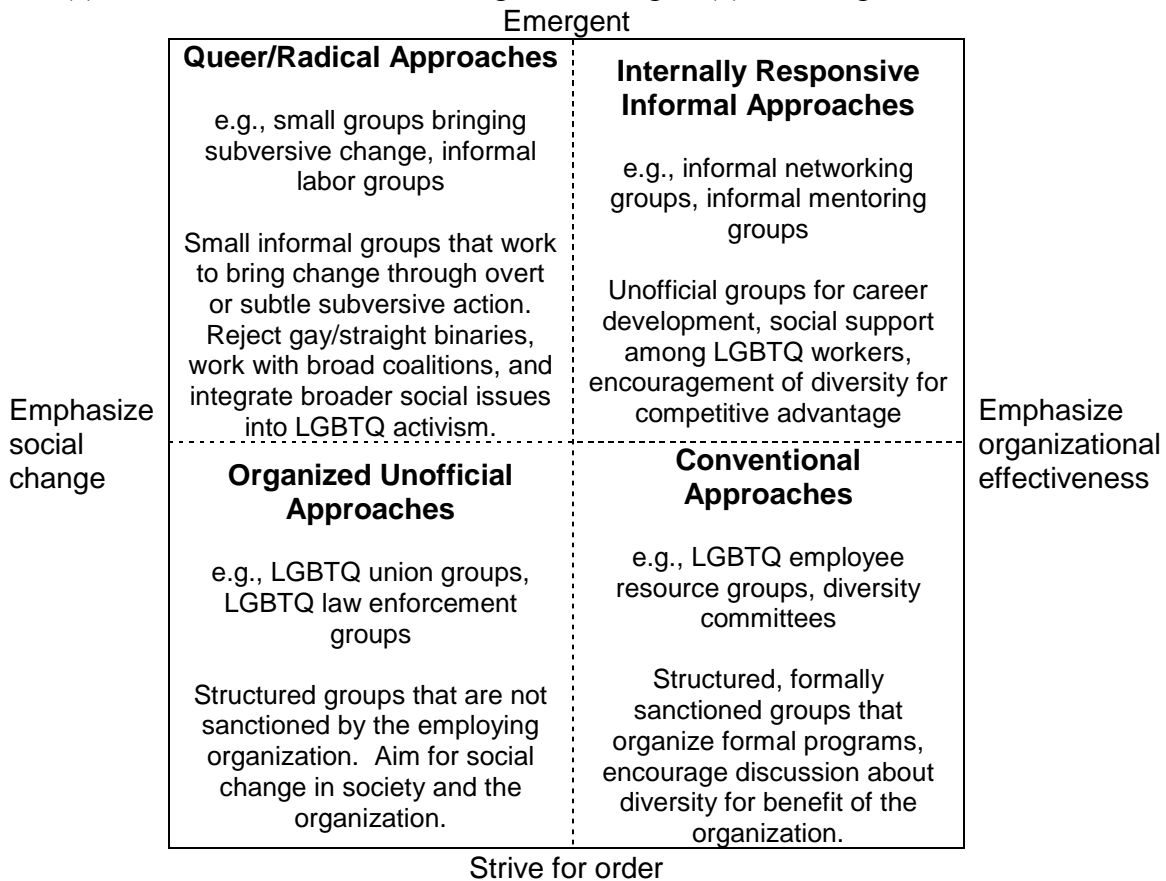 Emergent
Queer/Radical Approaches
e.g., small groups bringing
subversive change, informal
labor groups
Small informal groups that work
to bring change through overt
or subtle subversive action.
Reject gay/straight binaries,
work with broad coalitions, and
integrate broader social issues
into LGBTQ activism.
Internally Responsive
Informal Approaches
e.g., informal networking
groups, informal mentoring
groups
Unofficial groups for career
development, social support
among LGBTQ workers,
encouragement of diversity for
competitive advantage
Emphasize
social
change
Emphasize
organizational
effectiveness
Organized Unofficial
Approaches
e.g., LGBTQ union groups,
LGBTQ law enforcement
groups
Structured groups that are not
sanctioned by the employing
organization. Aim for social
change in society and the
organization.
Conventional
Approaches
e.g., LGBTQ employee
resource groups, diversity
committees
Structured, formally
sanctioned groups that
organize formal programs,
encourage discussion about
diversity for benefit of the
organization.
Strive for order